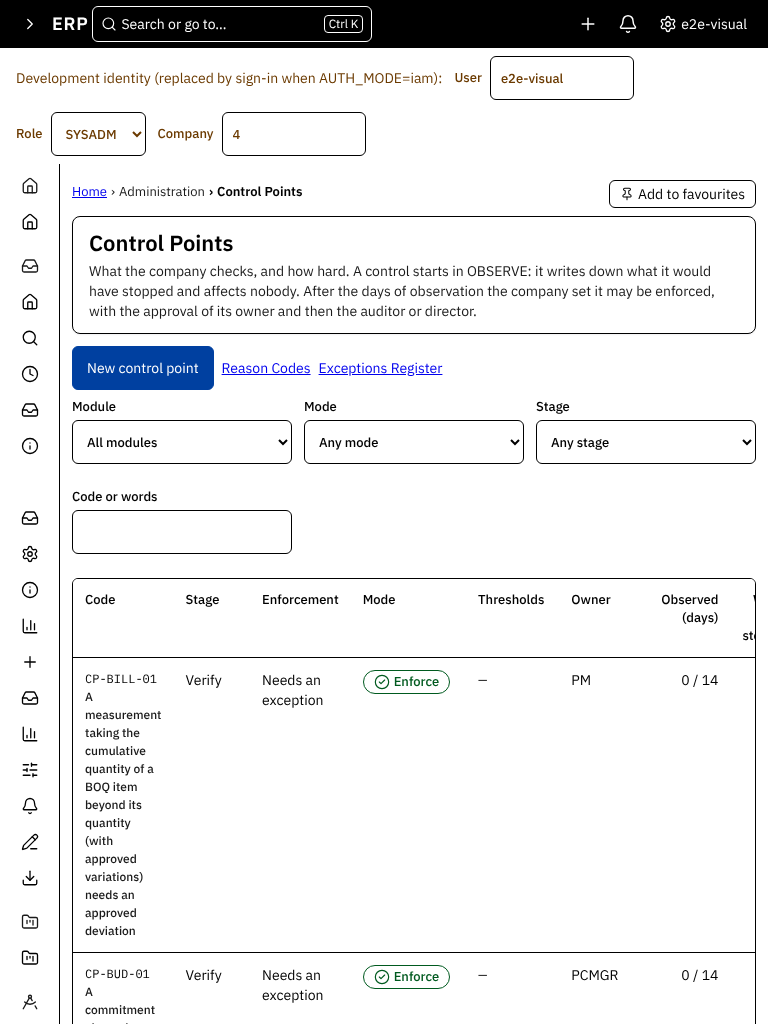 ERP
Search or go to... Ctrl K
e2e-visual
Development identity (replaced by sign-in when AUTH_MODE=iam): User e2e-visual
Role SYSADM Company 4
Home › Administration › Control Points
Add to favourites
Control Points
What the company checks, and how hard. A control starts in OBSERVE: it writes down what it would
have stopped and affects nobody. After the days of observation the company set it may be enforced,
with the approval of its owner and then the auditor or director.
New control point Reason Codes Exceptions Register
Module Mode Stage
All modules Any mode Any stage
Code or words
Code Stage Enforcement Mode Thresholds Owner Observed
(days)
CP-BILL-01 Verify Needs an Enforce — PM 0 / 14
exception
A
measurement
taking the
cumulative
quantity of a
BOQ item
beyond its
quantity
(with
approved
variations)
needs an
approved
deviation
CP-BUD-01 Verify Needs an Enforce — PCMGR 0 / 14
exception
A
commitment